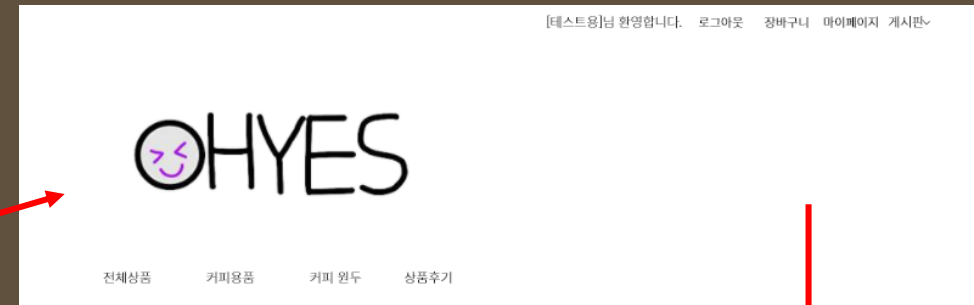 [테스트용]님 환영합니다. 로그아웃 장바구니 마이페이지 게시판
OHYES
전체상품 커피용품 커피 원두 상품후기